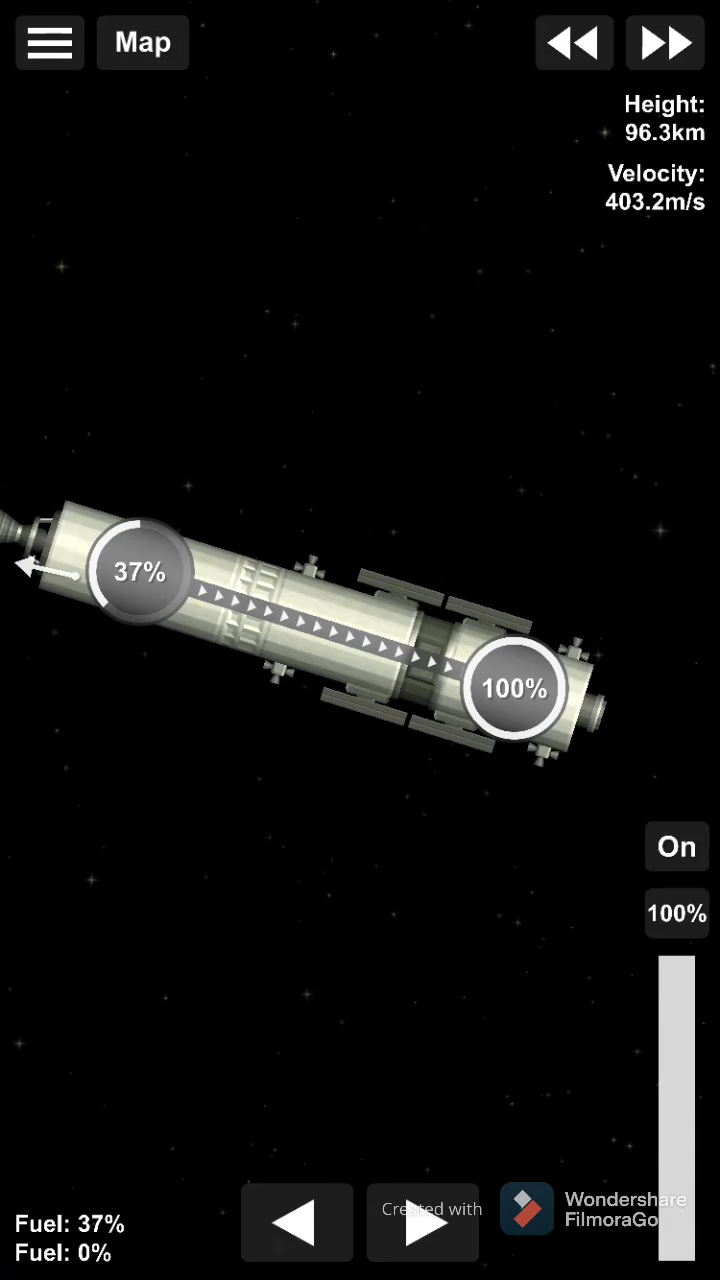 Map
Height:
96.3km
Velocity:
403.2m/s
37%
100%
On
100%
Created with
Wondershare
FilmoraGo
Fuel: 37%
Fuel: 0%